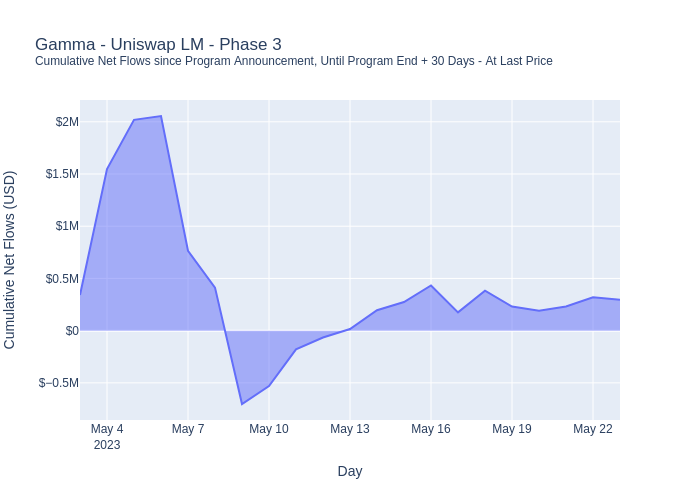 Gamma - Uniswap LM - Phase 3
Cumulative Net Flows since Program Announcement, Until Program End + 30 Days - At Last Price
Cumulative Net Flows (USD)
$2M
$1.5M
$1M
$0.5M
$0
$−0.5M
May 4
2023
May 7
May 10
May 13
May 16
May 19
May 22
Day